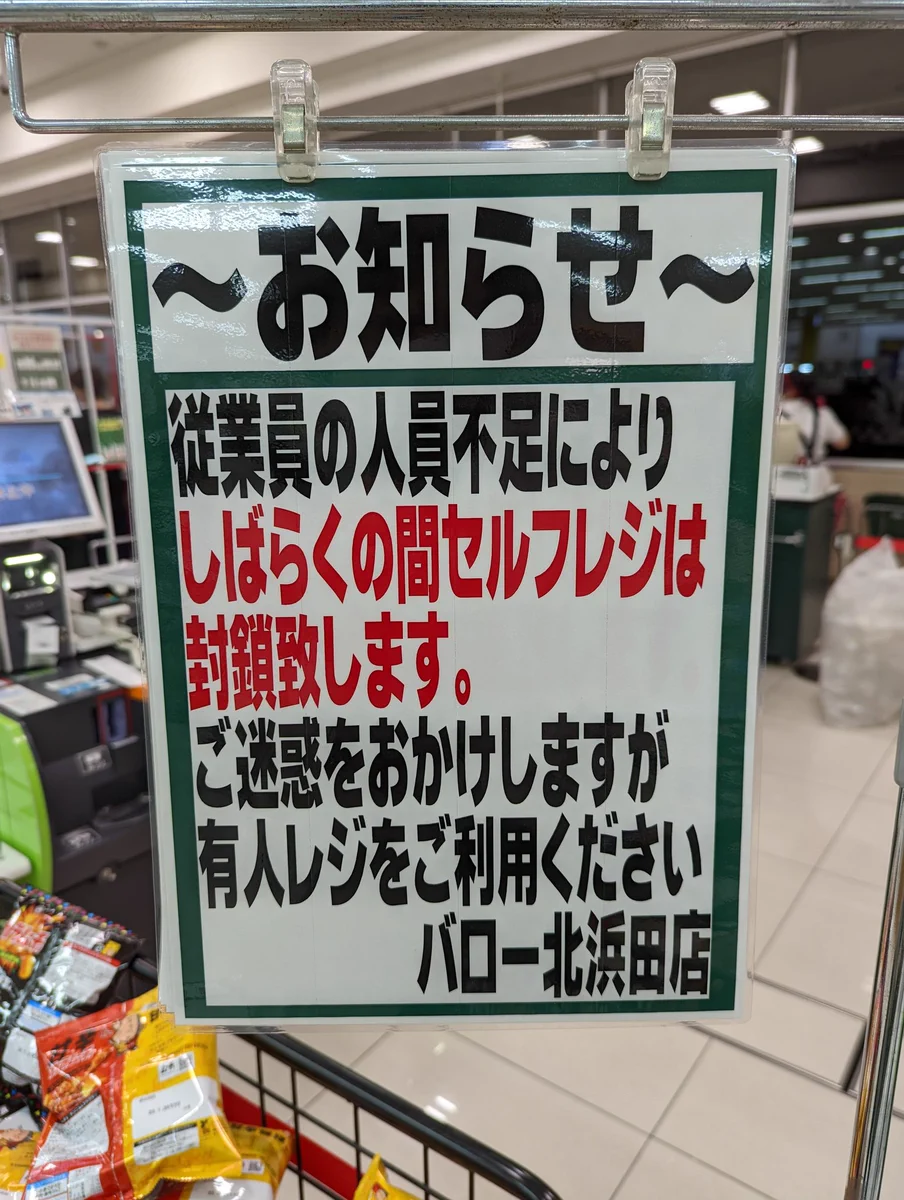 ～お知らせ～
従業員の人員不足により
しばらくの間セルフレジは
封鎖致します。
ご迷惑をおかけしますが
有人レジをご利用ください
バロー北浜田店